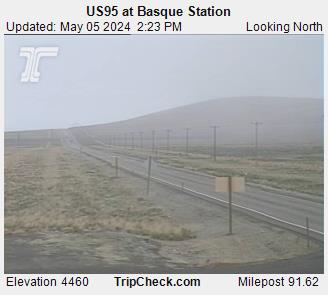 US95 at Basque Station
Updated: May 05 2024 2:23 PM Looking North
Elevation 4460 TripCheck.com Milepost 91.62